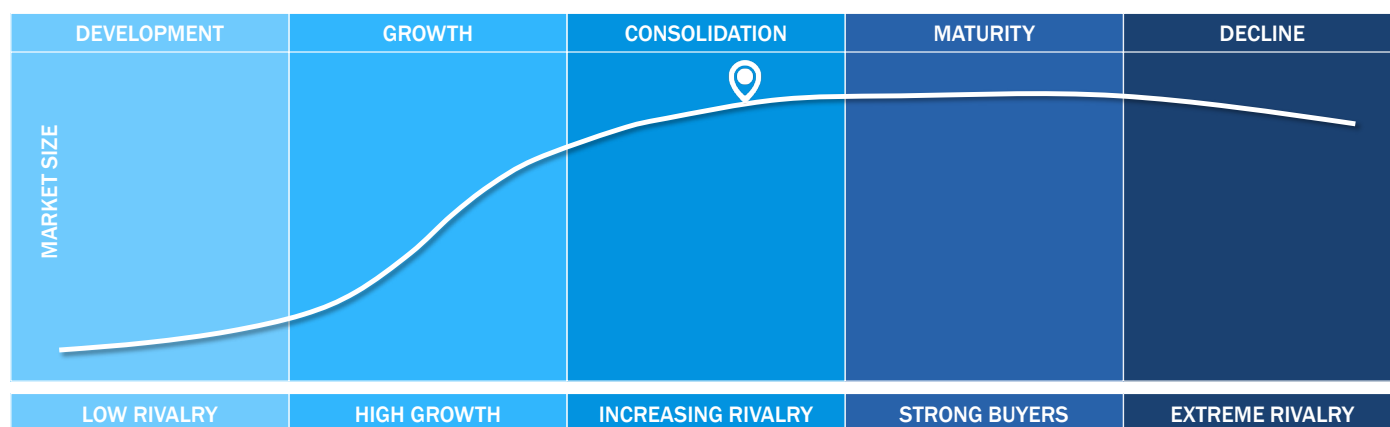 DEVELOPMENT
GROWTH
CONSOLIDATION
MATURITY
DECLINE
MARKET SIZE
LOW RIVALRY
HIGH GROWTH
INCREASING RIVALRY
STRONG BUYERS
EXTREME RIVALRY